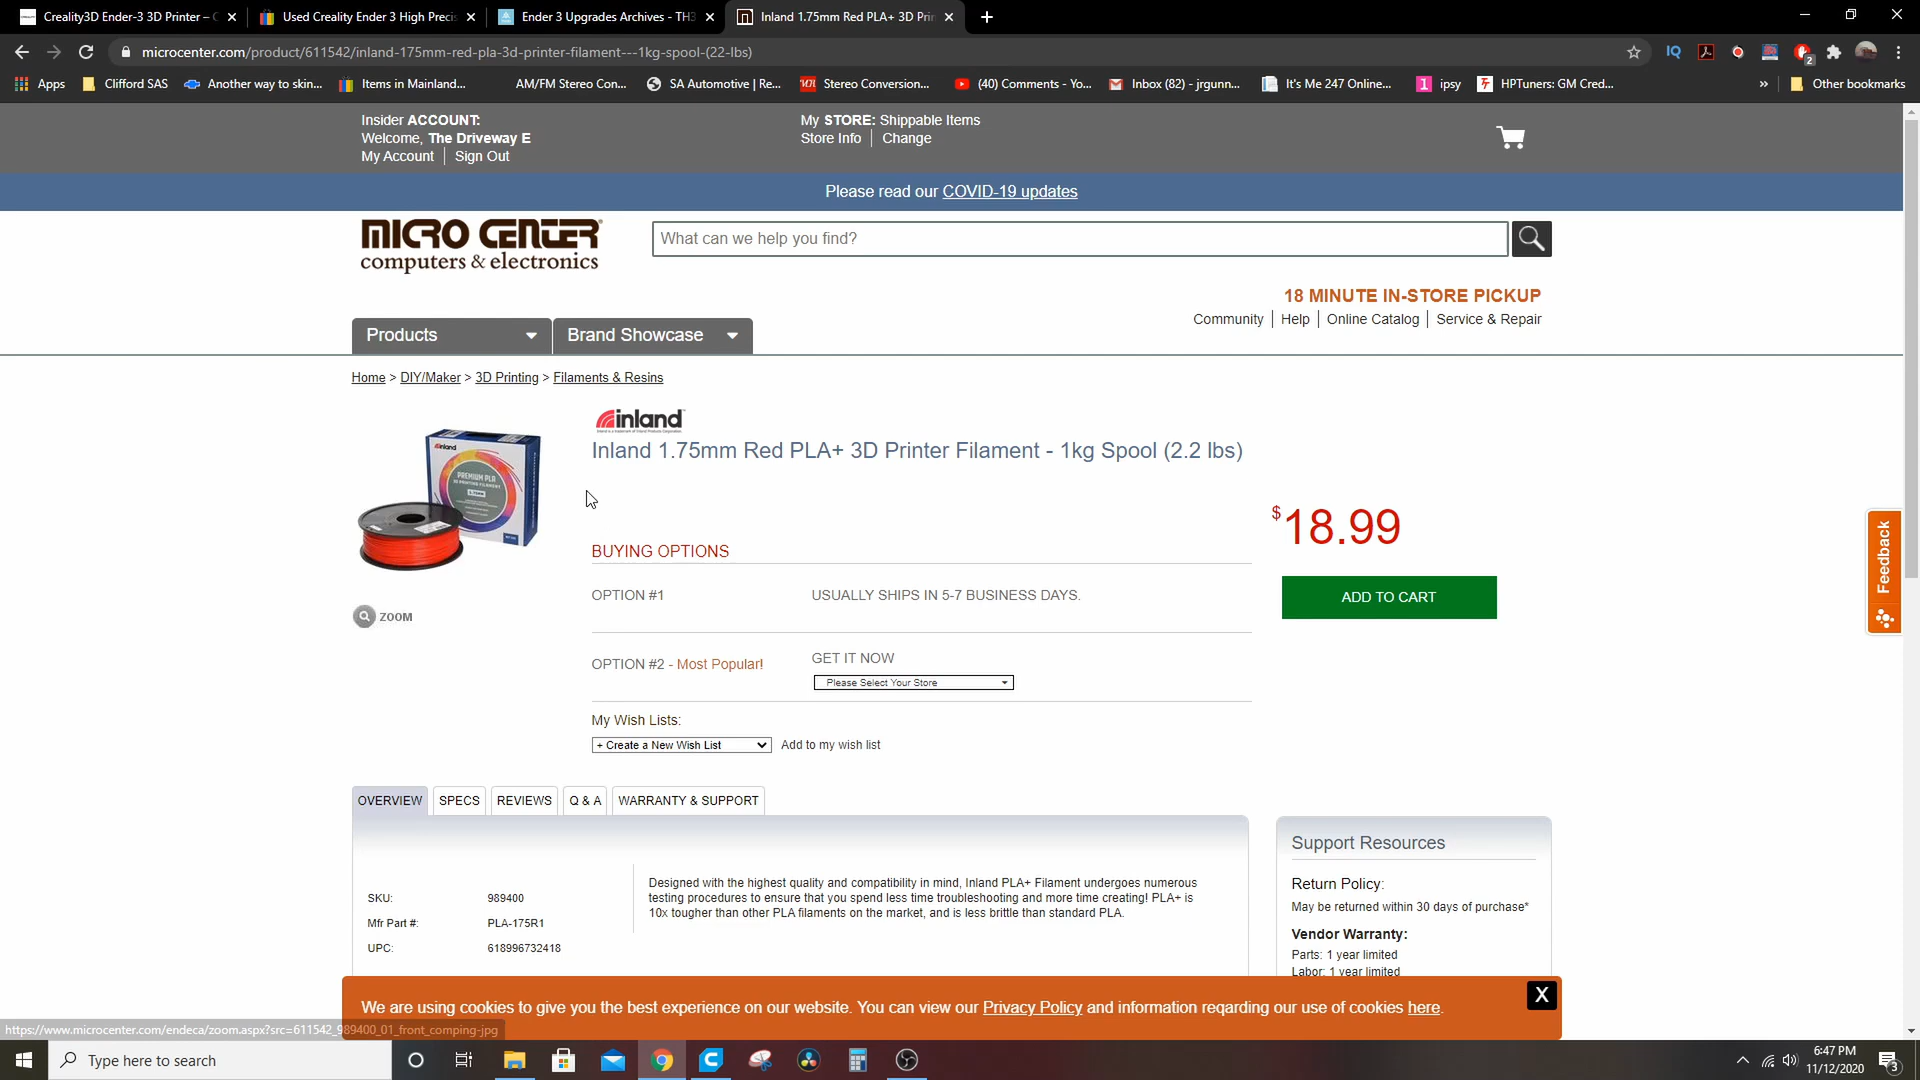 Creality3D Ender-3 3D Printer –
Used Creality Ender 3 High Preci
Ender 3 Upgrades Archives - TH3
Inland 1.75mm Red PLA+ 3D Prin
microcenter.com/product/611542/inland-175mm-red-pla-3d-printer-filament---1kg-spool-(22-lbs)
IQ
2
Apps
Clifford SAS
Another way to skin...
Items in Mainland...
AM/FM Stereo Con...
SA Automotive | Re...
Stereo Conversion...
(40) Comments - Yo...
Inbox (82) - jrgunn...
It's Me 247 Online...
ipsy
HPTuners: GM Cred...
»
Other bookmarks
Insider ACCOUNT:
Welcome, The Driveway E
My Account | Sign Out
My STORE: Shippable Items
Store Info | Change
Please read our COVID-19 updates
MICRO CENTER
computers & electronics
What can we help you find?
18 MINUTE IN-STORE PICKUP
Community | Help | Online Catalog | Service & Repair
Products
Brand Showcase
Home > DIY/Maker > 3D Printing > Filaments & Resins
inland
Inland 1.75mm Red PLA+ 3D Printer Filament - 1kg Spool (2.2 lbs)
inland
PREMIUM PLA
3D PRINTING FILAMENT
$18.99
BUYING OPTIONS
OPTION #1
USUALLY SHIPS IN 5-7 BUSINESS DAYS.
ADD TO CART
Feedback
ZOOM
OPTION #2 - Most Popular!
GET IT NOW
Please Select Your Store
My Wish Lists:
+ Create a New Wish List
Add to my wish list
OVERVIEW
SPECS
REVIEWS
Q & A
WARRANTY & SUPPORT
SKU: 989400
Mfr Part #: PLA-175R1
UPC: 618996732418
Designed with the highest quality and compatibility in mind, Inland PLA+ Filament undergoes numerous
testing procedures to ensure that you spend less time troubleshooting and more time creating! PLA+ is
10x tougher than other PLA filaments on the market, and is less brittle than standard PLA.
Support Resources
Return Policy:
May be returned within 30 days of purchase*
Vendor Warranty:
Parts: 1 year limited
Labor: 1 year limited
We are using cookies to give you the best experience on our website. You can view our Privacy Policy and information regarding our use of cookies here.
X
https://www.microcenter.com/endeca/zoom.aspx?src=611542_989400_01_front_comping-jpg
Type here to search
6:47 PM
11/12/2020
3